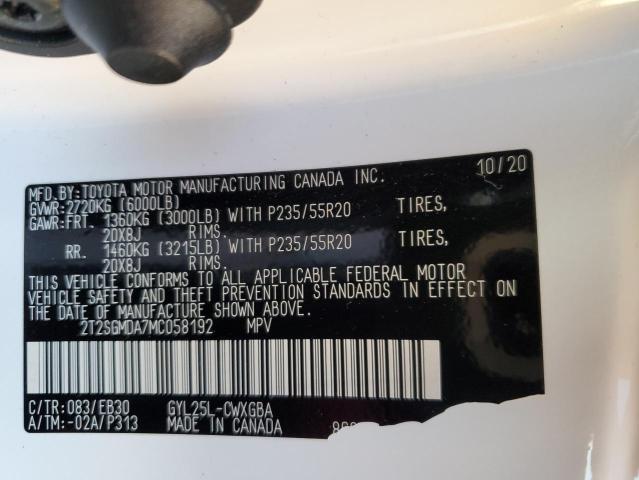 MFD.BY:TOYOTA MOTOR MANUFACTURING CANADA INC. 10/20
GVWR:2720KG (6000LB)
GAWR:FRT. 1360KG (3000LB) WITH P235/55R20 TIRES,
20X8J RIMS.
RR. 1460KG (3215LB) WITH P235/55R20 TIRES,
20X8J RIMS.
THIS VEHICLE CONFORMS TO ALL APPLICABLE FEDERAL MOTOR
VEHICLE SAFETY AND THEFT PREVENTION STANDARDS IN EFFECT ON
THE DATE OF MANUFACTURE SHOWN ABOVE.
2T2SGMDA7MC058192 MPV
C/TR:083/EB30 GYL25L-CWXGBA
A/TM:-02A/P313 MADE IN CANADA